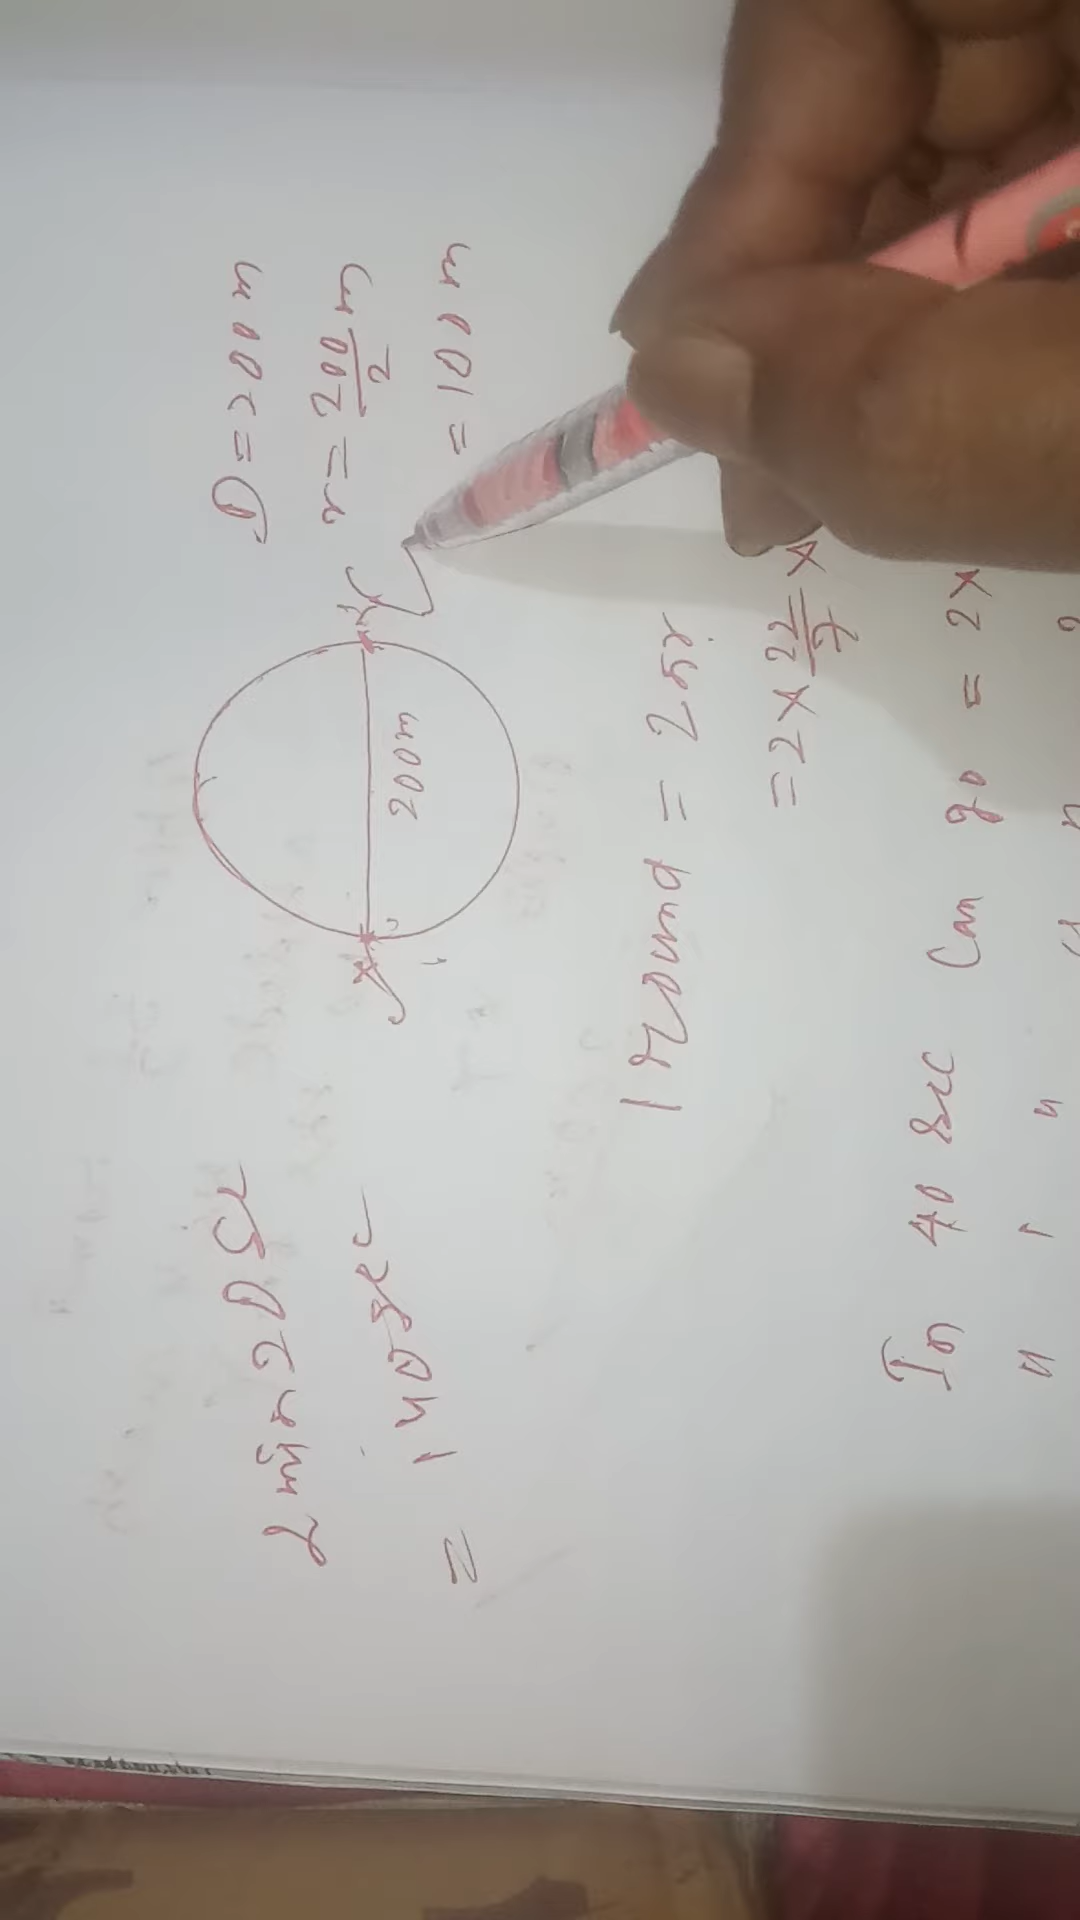 2 min 20 sec
= 140 sec
200m
D = 200 m
r = 200/2 m
= 100 m
1 round = 2πr
= 2 × 22/7 ×
In 40 sec can go = 2 ×
" 1 " "